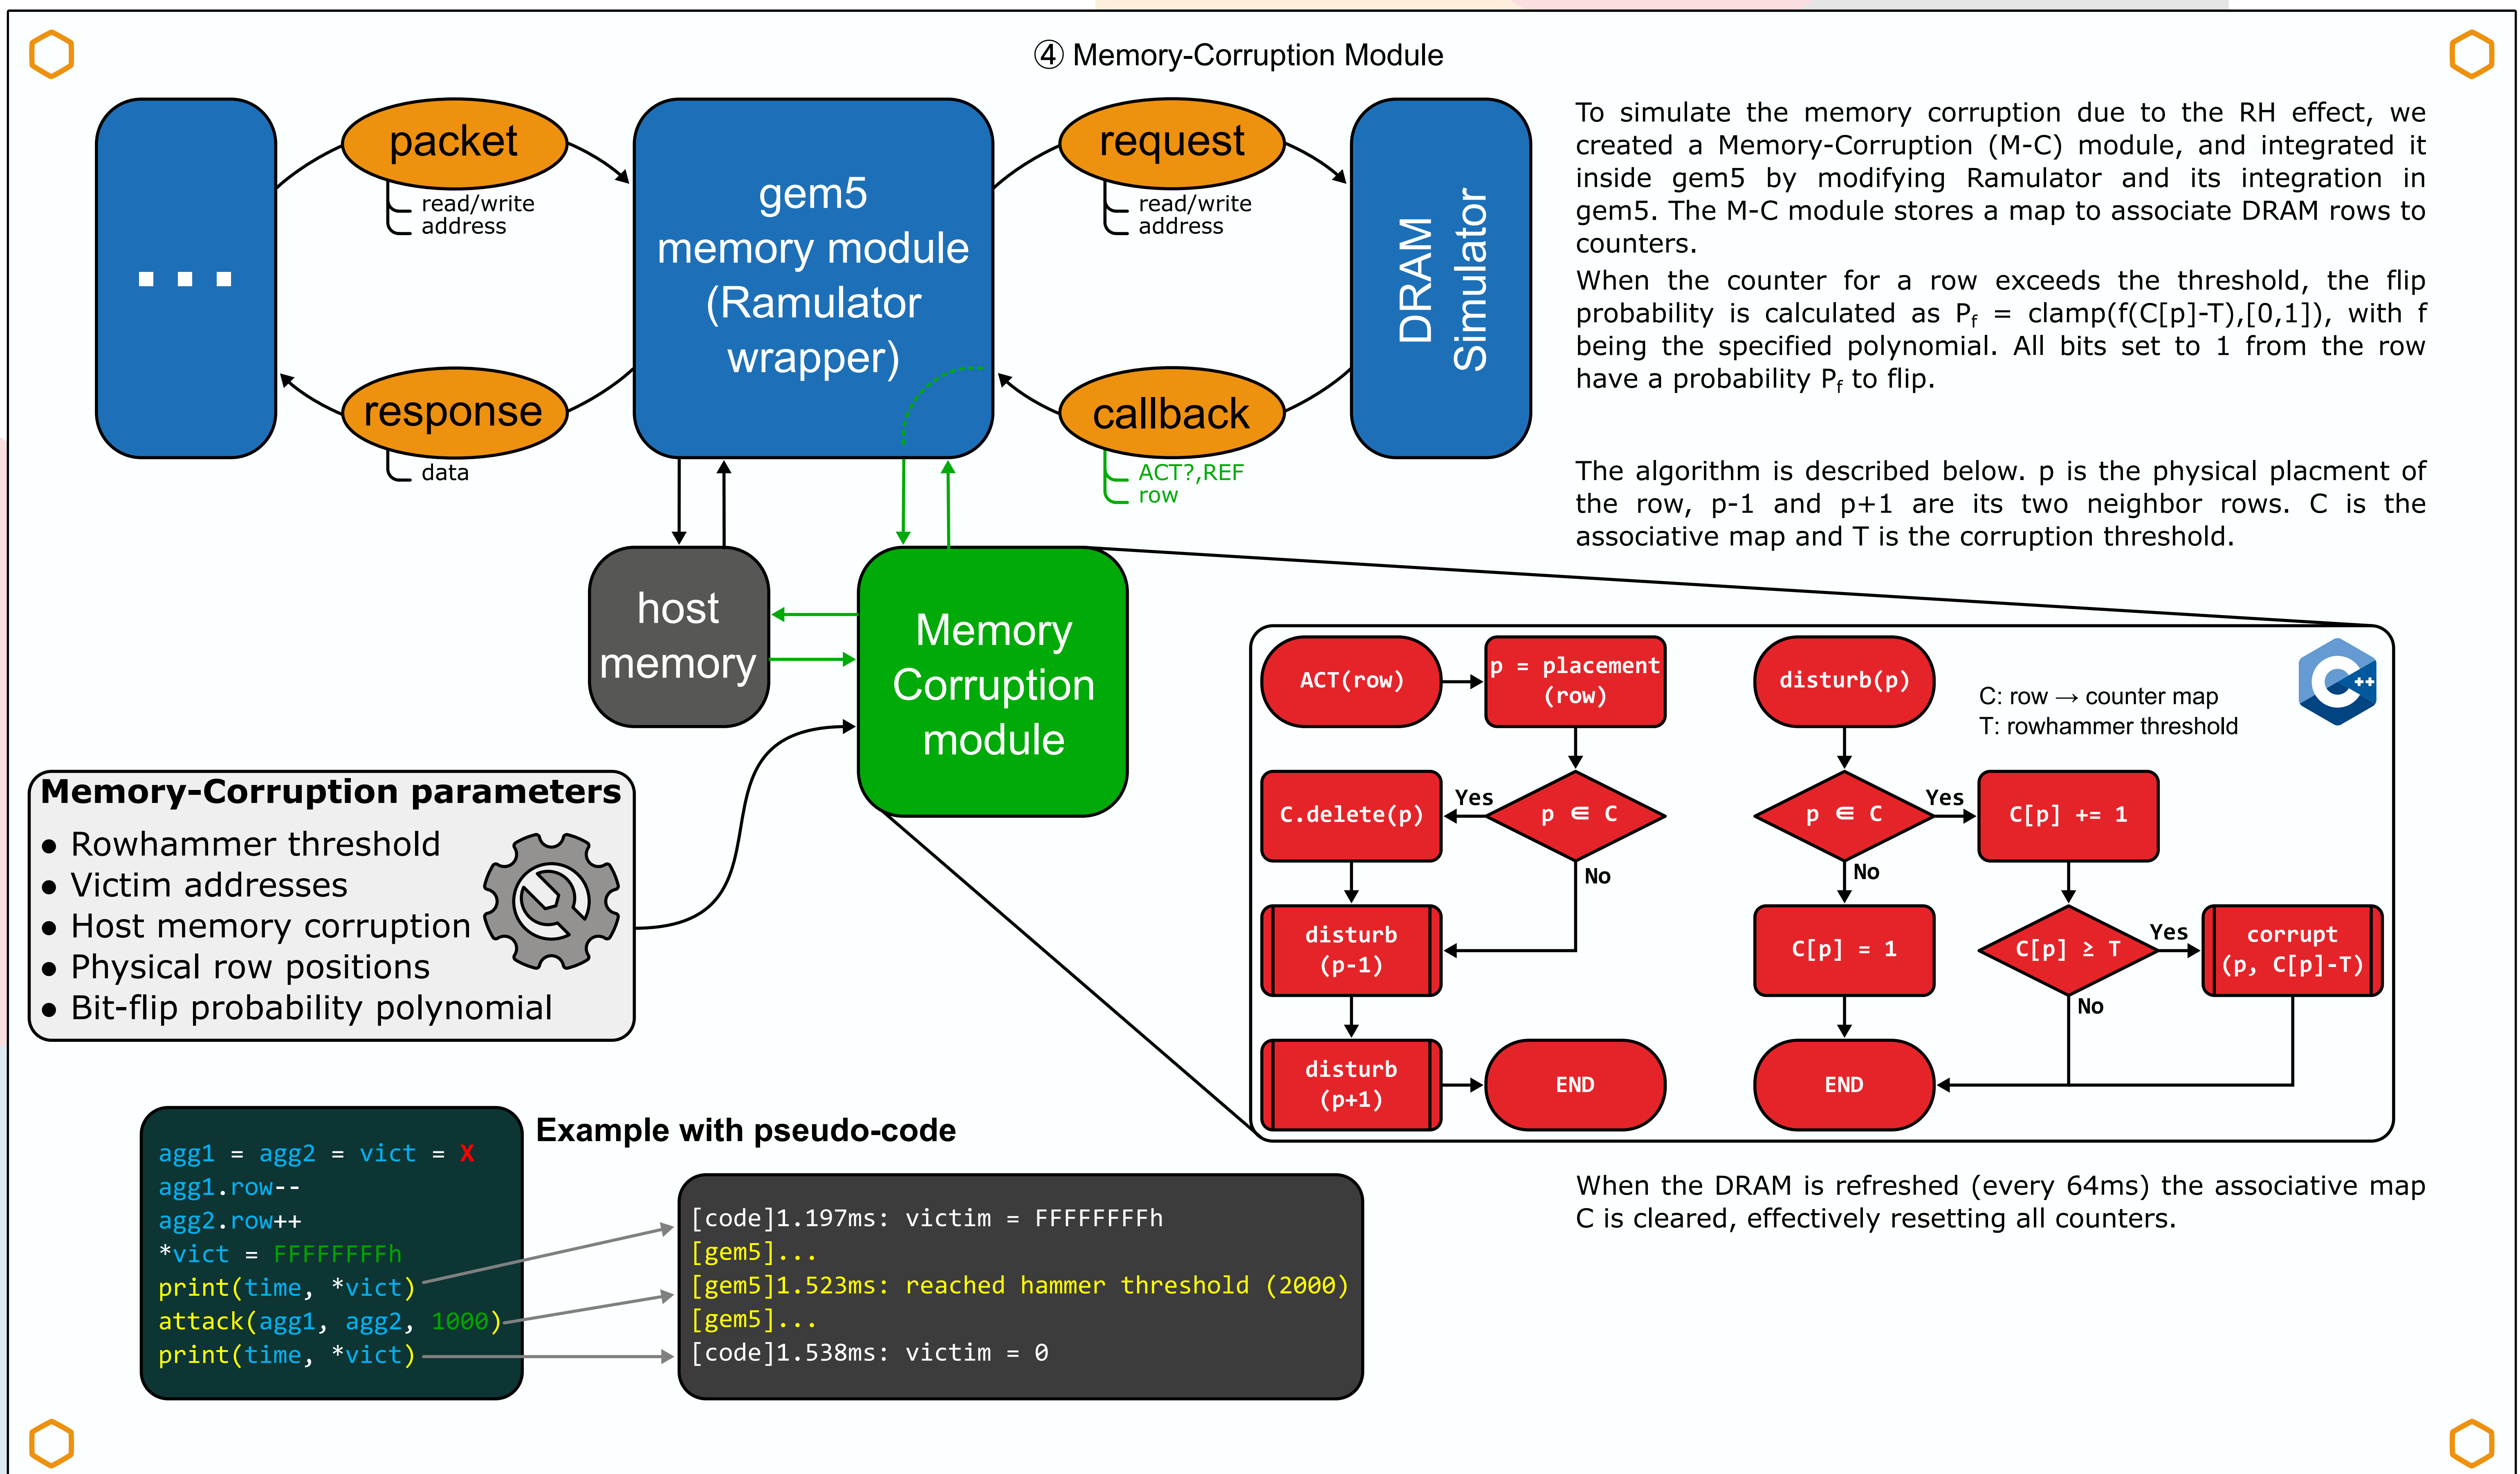 ④ Memory-Corruption Module
packet
read/write
address
response
data
gem5
memory module
(Ramulator
wrapper)
request
read/write
address
callback
ACT?,REF
row
DRAM
Simulator
To simulate the memory corruption due to the RH effect, we
created a Memory-Corruption (M-C) module, and integrated it
inside gem5 by modifying Ramulator and its integration in
gem5. The M-C module stores a map to associate DRAM rows to
counters.
When the counter for a row exceeds the threshold, the flip
probability is calculated as Pf = clamp(f(C[p]-T),[0,1]), with f
being the specified polynomial. All bits set to 1 from the row
have a probability Pf to flip.
The algorithm is described below. p is the physical placment of
the row, p-1 and p+1 are its two neighbor rows. C is the
associative map and T is the corruption threshold.
host
memory
Memory
Corruption
module
Memory-Corruption parameters
● Rowhammer threshold
● Victim addresses
● Host memory corruption
● Physical row positions
● Bit-flip probability polynomial
ACT(row)
p = placement
(row)
p ∈ C
Yes
No
C.delete(p)
disturb
(p-1)
disturb
(p+1)
END
disturb(p)
C: row → counter map
T: rowhammer threshold
C++
p ∈ C
Yes
No
C[p] += 1
C[p] = 1
C[p] ≥ T
Yes
No
corrupt
(p, C[p]-T)
END
Example with pseudo-code
agg1 = agg2 = vict = X
agg1.row--
agg2.row++
*vict = FFFFFFFFh
print(time, *vict)
attack(agg1, agg2, 1000)
print(time, *vict)
[code]1.197ms: victim = FFFFFFFFh
[gem5]...
[gem5]1.523ms: reached hammer threshold (2000)
[gem5]...
[code]1.538ms: victim = 0
When the DRAM is refreshed (every 64ms) the associative map
C is cleared, effectively resetting all counters.